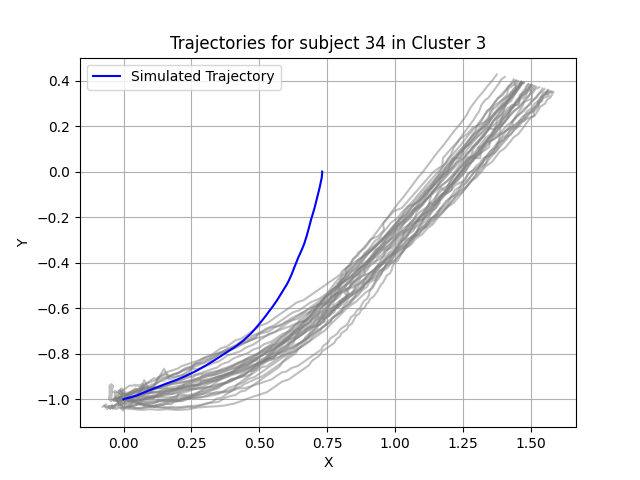 Trajectories for subject 34 in Cluster 3
Simulated Trajectory
0.4
0.2
0.0
−0.2
−0.4
−0.6
−0.8
−1.0
Y
0.00 0.25 0.50 0.75 1.00 1.25 1.50
X